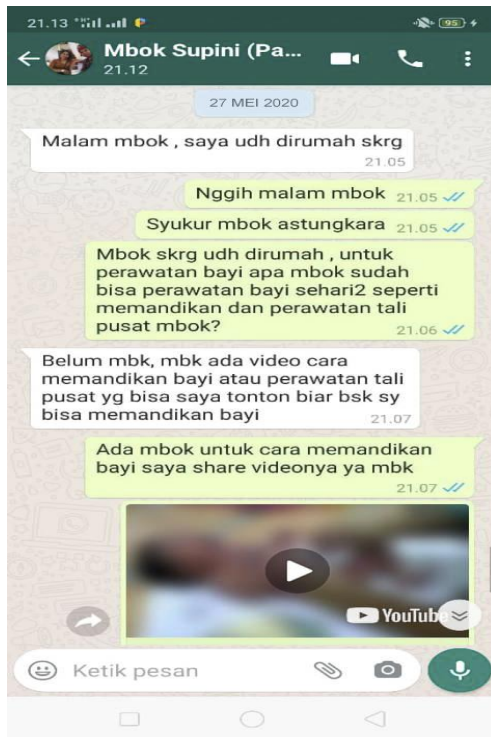 21.13
95
Mbok Supini (Pa...
21.12
27 MEI 2020
Malam mbok , saya udh dirumah skrg
21.05
Nggih malam mbok 21.05
Syukur mbok astungkara 21.05
Mbok skrg udh dirumah , untuk
perawatan bayi apa mbok sudah
bisa perawatan bayi sehari2 seperti
memandikan dan perawatan tali
pusat mbok?
21.06
Belum mbk, mbk ada video cara
memandikan bayi atau perawatan tali
pusat yg bisa saya tonton biar bsk sy
bisa memandikan bayi
21.07
Ada mbok untuk cara memandikan
bayi saya share videonya ya mbk
21.07
YouTube
Ketik pesan